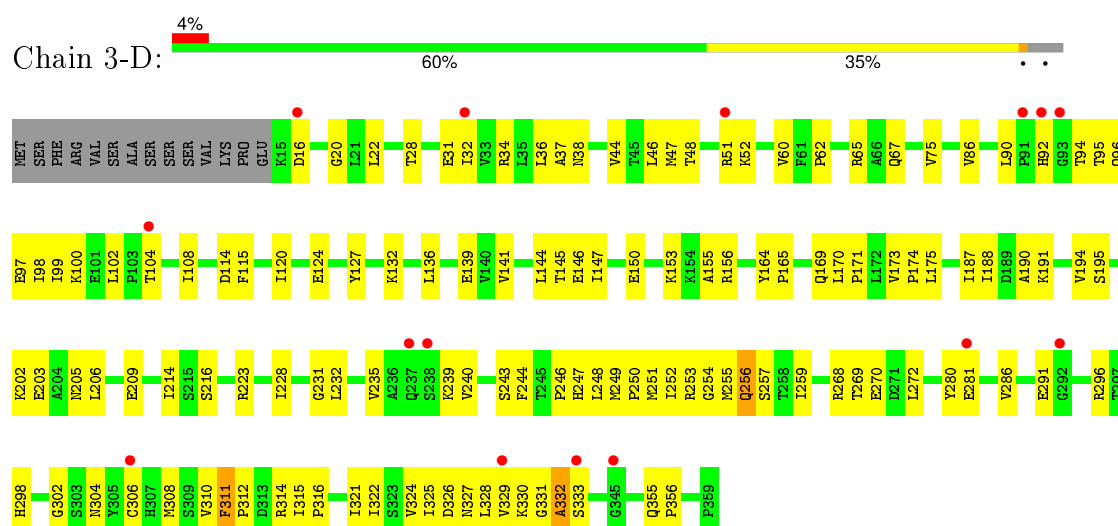 4%
Chain 3-D:
60% 35% • •
MET SER PHE ARG VAL SER ALA SER SER SER VAL LYS PRO GLU K15 D16 G20 L21 L22 T28 E31 I32 V33 R34 L35 L36 A37 N38 V44 T45 L46 M47 T48 R51 K52 V60 F61 P62 R65 A66 Q67 V75 V86 L90 P91 H92 G93 T94 T95 Q96
E97 I98 I99 K100 E101 L102 P103 T104 I108 D114 F115 I120 E124 Y127 K132 L136 E139 V140 V141 L144 T145 E146 I147 E150 K153 K154 A155 R156 Y164 P165 Q169 L170 P171 L172 V173 P174 L175 I187 I188 D189 A190 K191 V194 S195
K202 E203 A204 N205 L206 E209 I214 S215 S216 R223 I228 G231 L232 V235 A236 Q237 S238 K239 V240 S243 F244 T245 P246 H247 L248 M249 P250 M251 I252 R253 G254 M255 Q256 S257 T258 I259 R268 T269 E270 D271 L272 Y280 E281 V286 E291 G292 R296 T297
H298 G302 S303 N304 Y305 C306 H307 M308 S309 V310 F311 P312 D313 R314 I315 P316 I321 I322 S323 V324 I325 D326 N327 L328 V329 K330 G331 A332 S333 G345 Q355 P356 P359